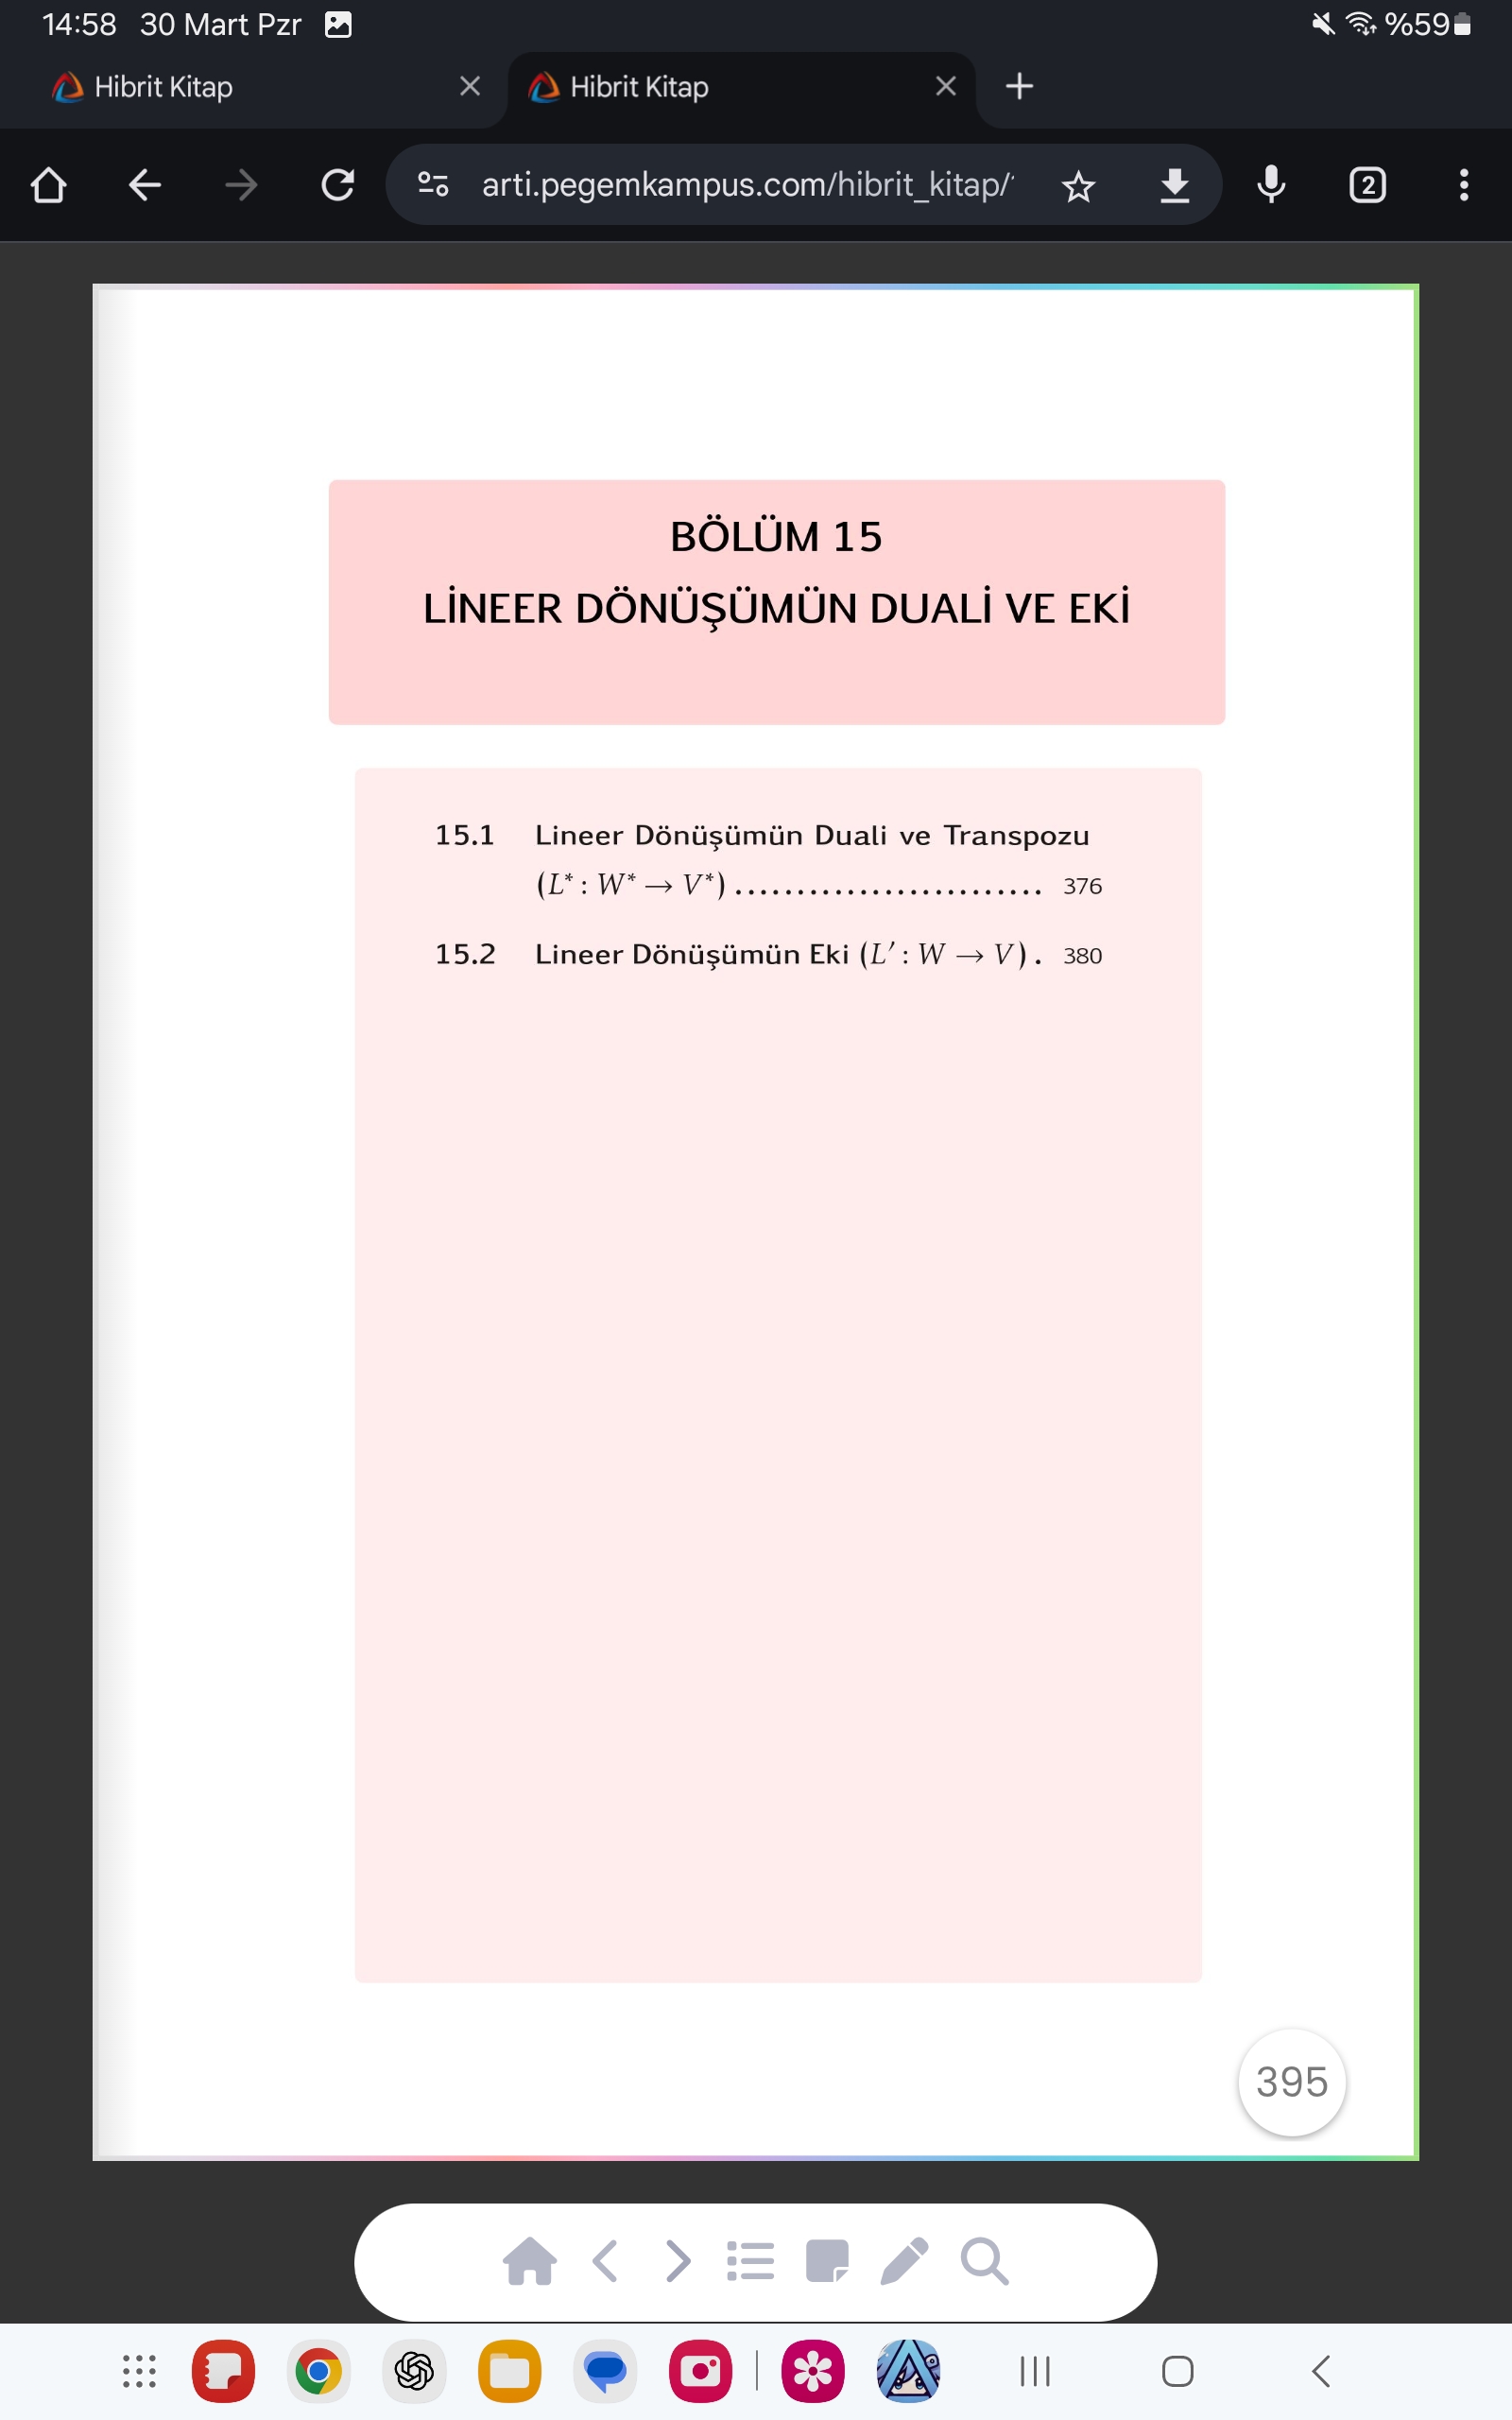 14:58 30 Mart Pzr %59
Hibrit Kitap
Hibrit Kitap
arti.pegemkampus.com/hibrit_kitap/
2
BÖLÜM 15
LİNEER DÖNÜŞÜMÜN DUALİ VE EKİ
15.1 Lineer Dönüşümün Duali ve Transpozu
(L* : W* → V*) ......................... 376
15.2 Lineer Dönüşümün Eki (L′ : W → V) . 380
395